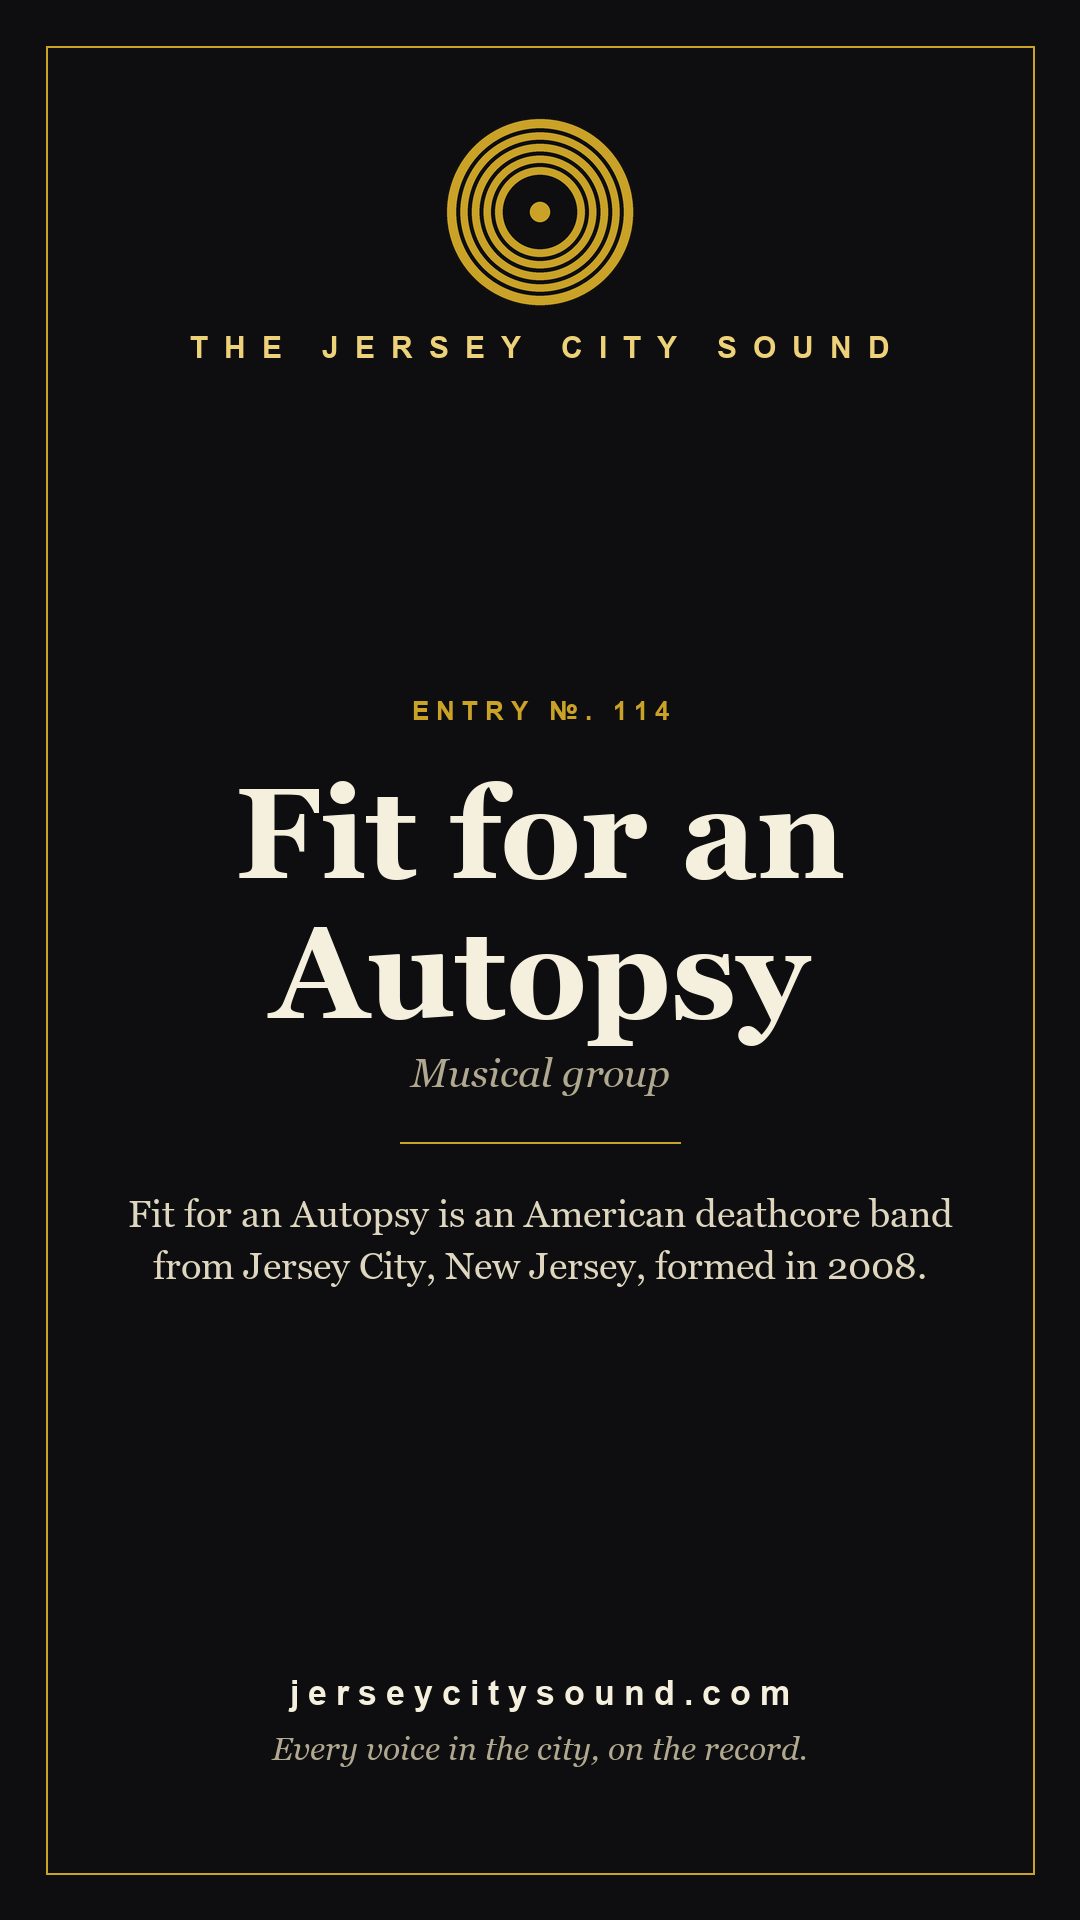 THE JERSEY CITY SOUND
ENTRY №. 114
Fit for an
Autopsy
Musical group
Fit for an Autopsy is an American deathcore band
from Jersey City, New Jersey, formed in 2008.
jerseycitysound.com
Every voice in the city, on the record.